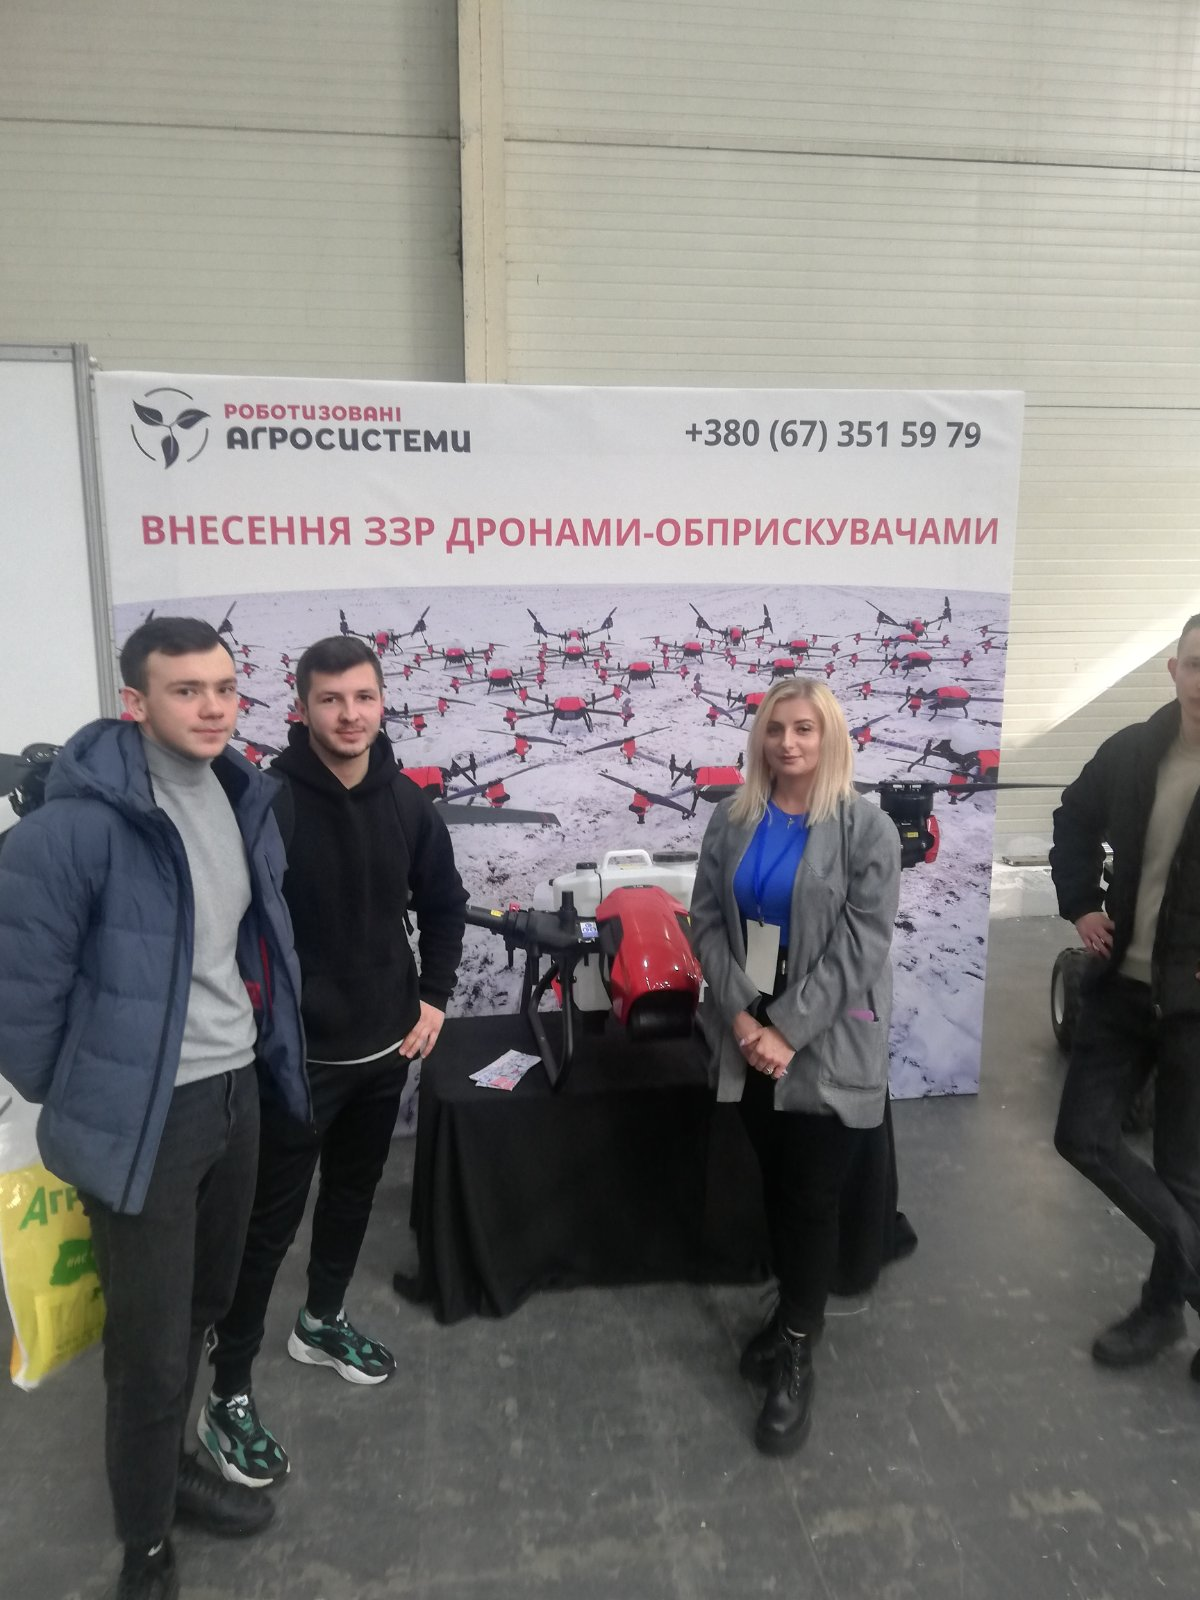 РОБОТИЗОВАНІ
АГРОСИСТЕМИ
+380 (67) 351 59 79
ВНЕСЕННЯ ЗЗР ДРОНАМИ-ОБПРИСКУВАЧАМИ